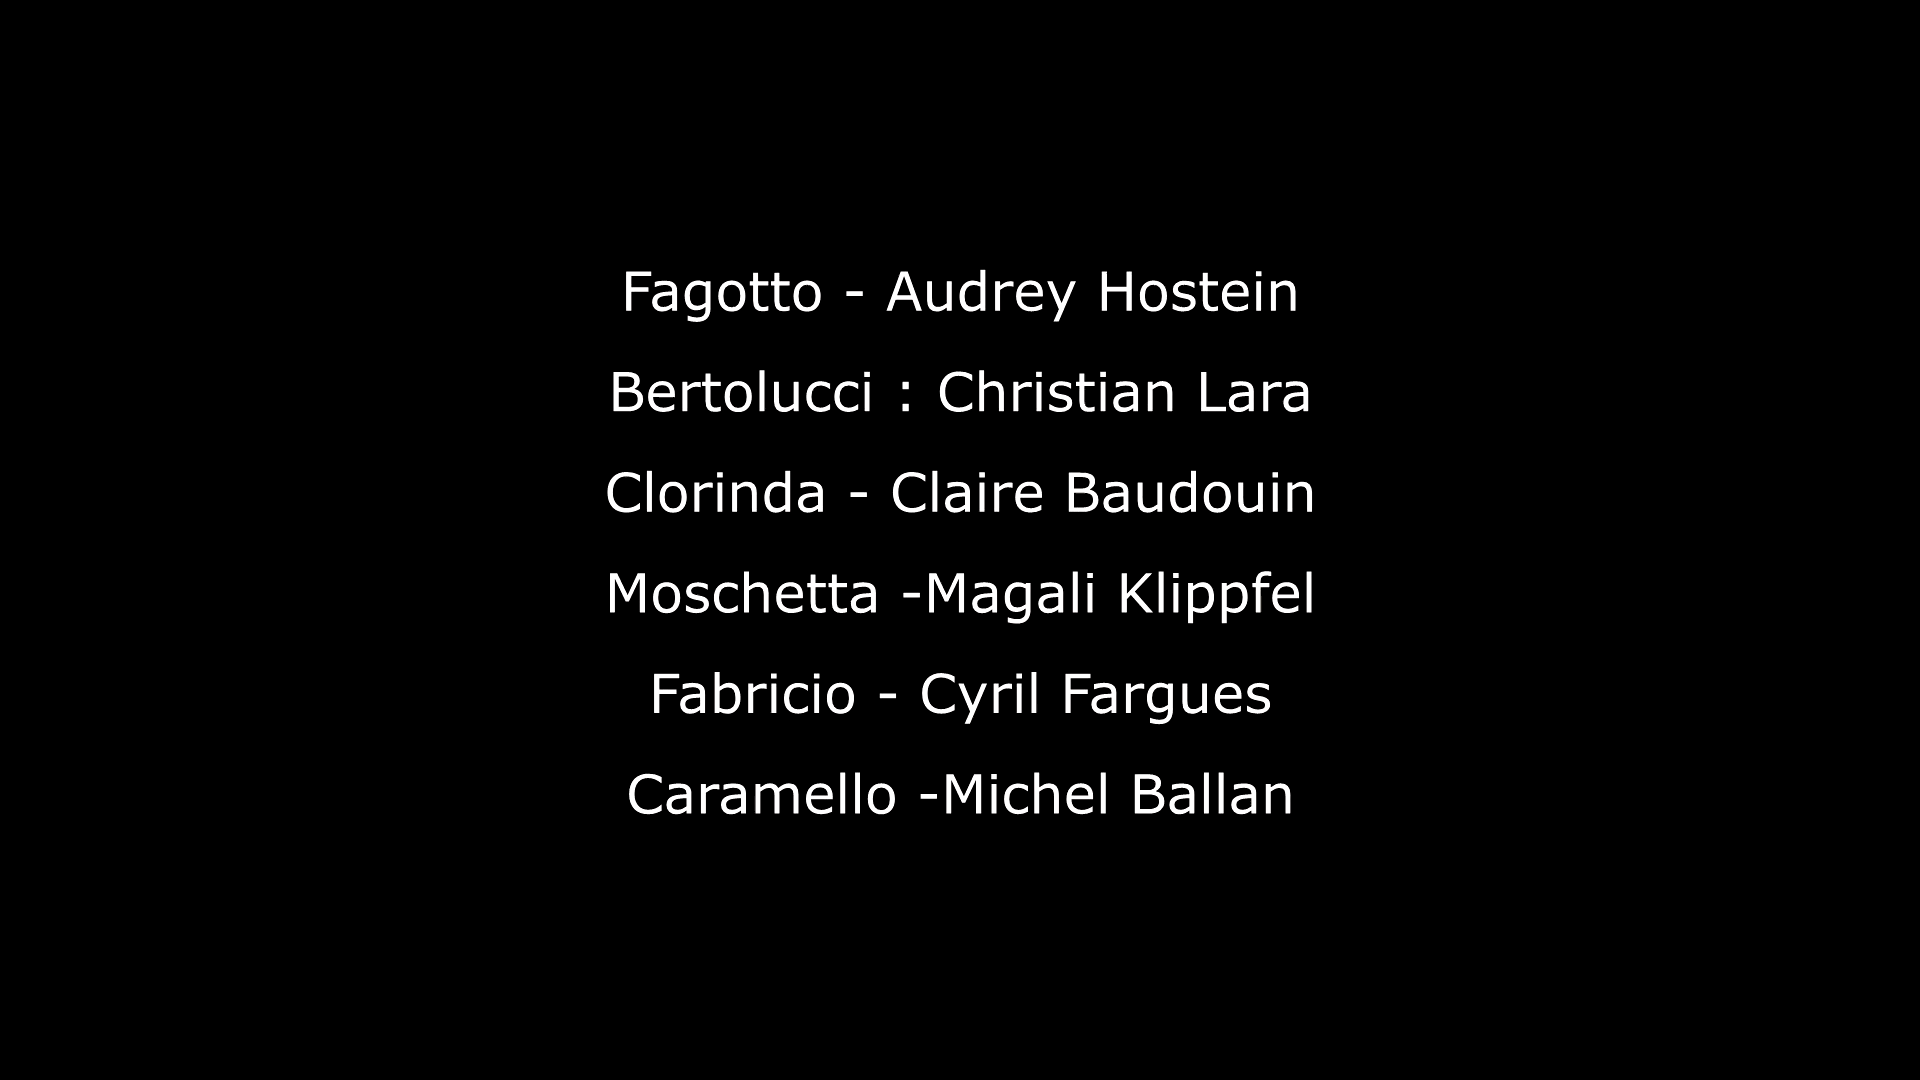 Fagotto - Audrey Hostein
Bertolucci : Christian Lara
Clorinda - Claire Baudouin
Moschetta -Magali Klippfel
Fabricio - Cyril Fargues
Caramello -Michel Ballan